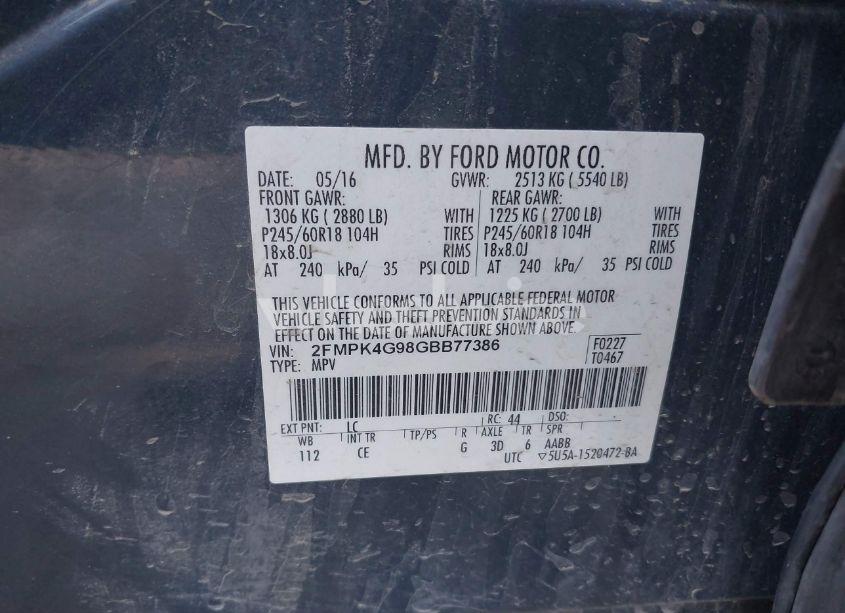 MFD. BY FORD MOTOR CO.
DATE: 05/16 GVWR: 2513 KG ( 5540 LB)
FRONT GAWR: REAR GAWR:
1306 KG ( 2880 LB) WITH 1225 KG ( 2700 LB) WITH
P245/60R18 104H TIRES P245/60R18 104H TIRES
18x8.0J RIMS 18x8.0J RIMS
AT 240 kPa/ 35 PSI COLD AT 240 kPa/ 35 PSI COLD
THIS VEHICLE CONFORMS TO ALL APPLICABLE FEDERAL MOTOR
VEHICLE SAFETY AND THEFT PREVENTION STANDARDS IN
EFFECT ON THE DATE OF MANUFACTURE SHOWN ABOVE.
VIN: 2FMPK4G98GBB77386 F0227
TYPE: MPV T0467
EXT PNT: LC RC: 44 DSO:
WB INT TR TP/PS R AXLE TR SPR
112 CE G 3D 6 AABB
UTC ▽5U5A-1520472-BA